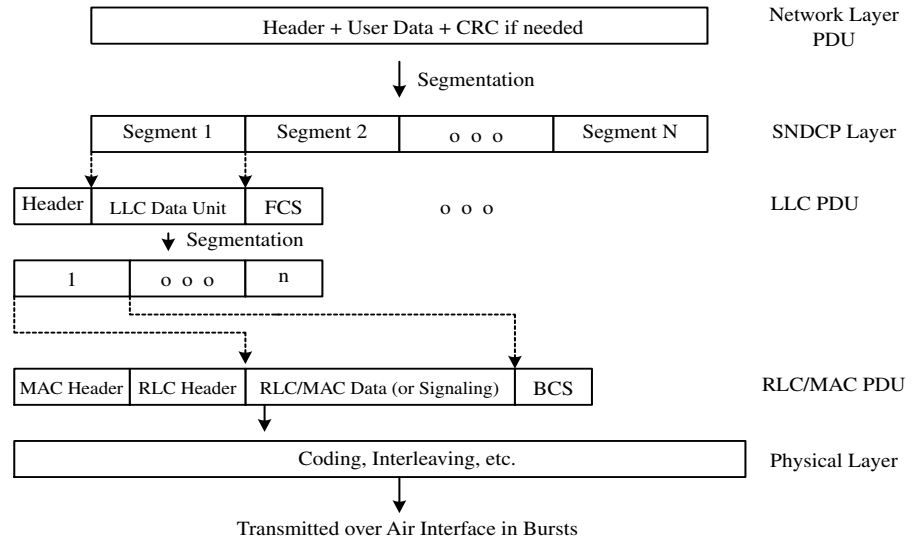 Header + User Data + CRC if needed
Network Layer
PDU
Segmentation
Segment 1 Segment 2 o o o Segment N SNDCP Layer
Header LLC Data Unit FCS o o o LLC PDU
Segmentation
1 o o o n
MAC Header RLC Header RLC/MAC Data (or Signaling) BCS RLC/MAC PDU
Coding, Interleaving, etc. Physical Layer
Transmitted over Air Interface in Bursts